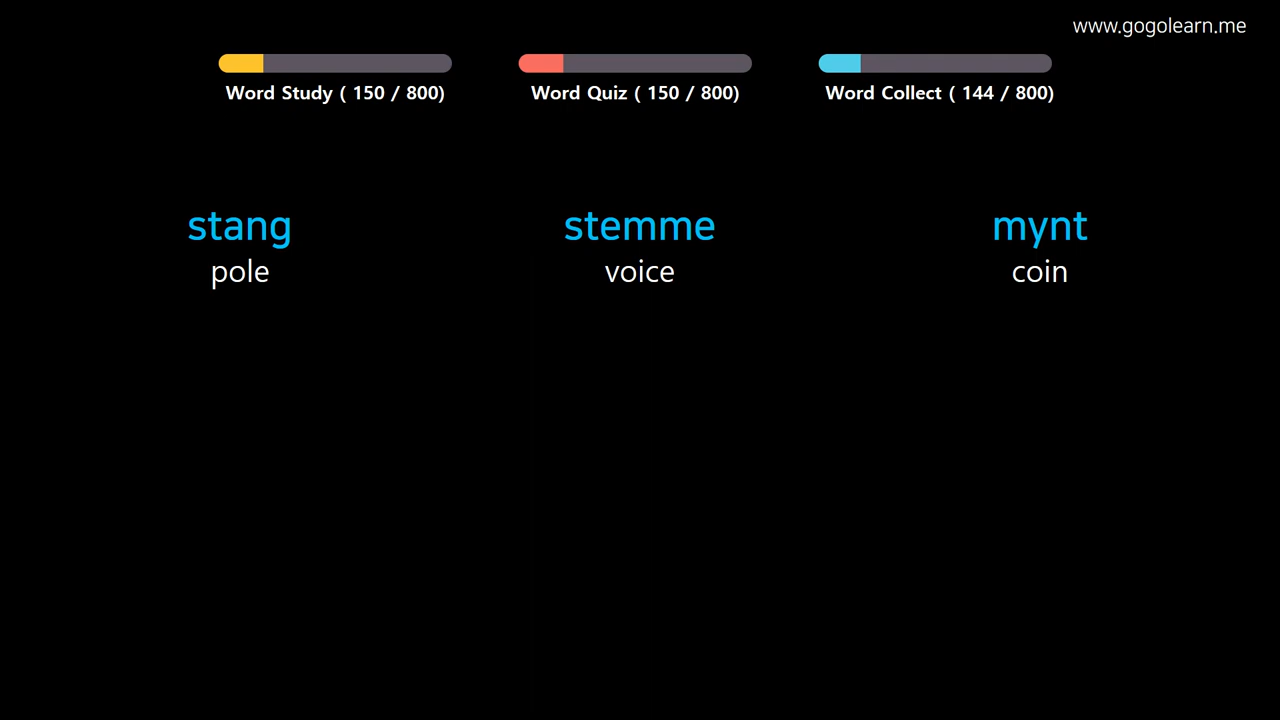 www.gogolearn.me
Word Study ( 150 / 800)
Word Quiz ( 150 / 800)
Word Collect ( 144 / 800)
stang
pole
stemme
voice
mynt
coin